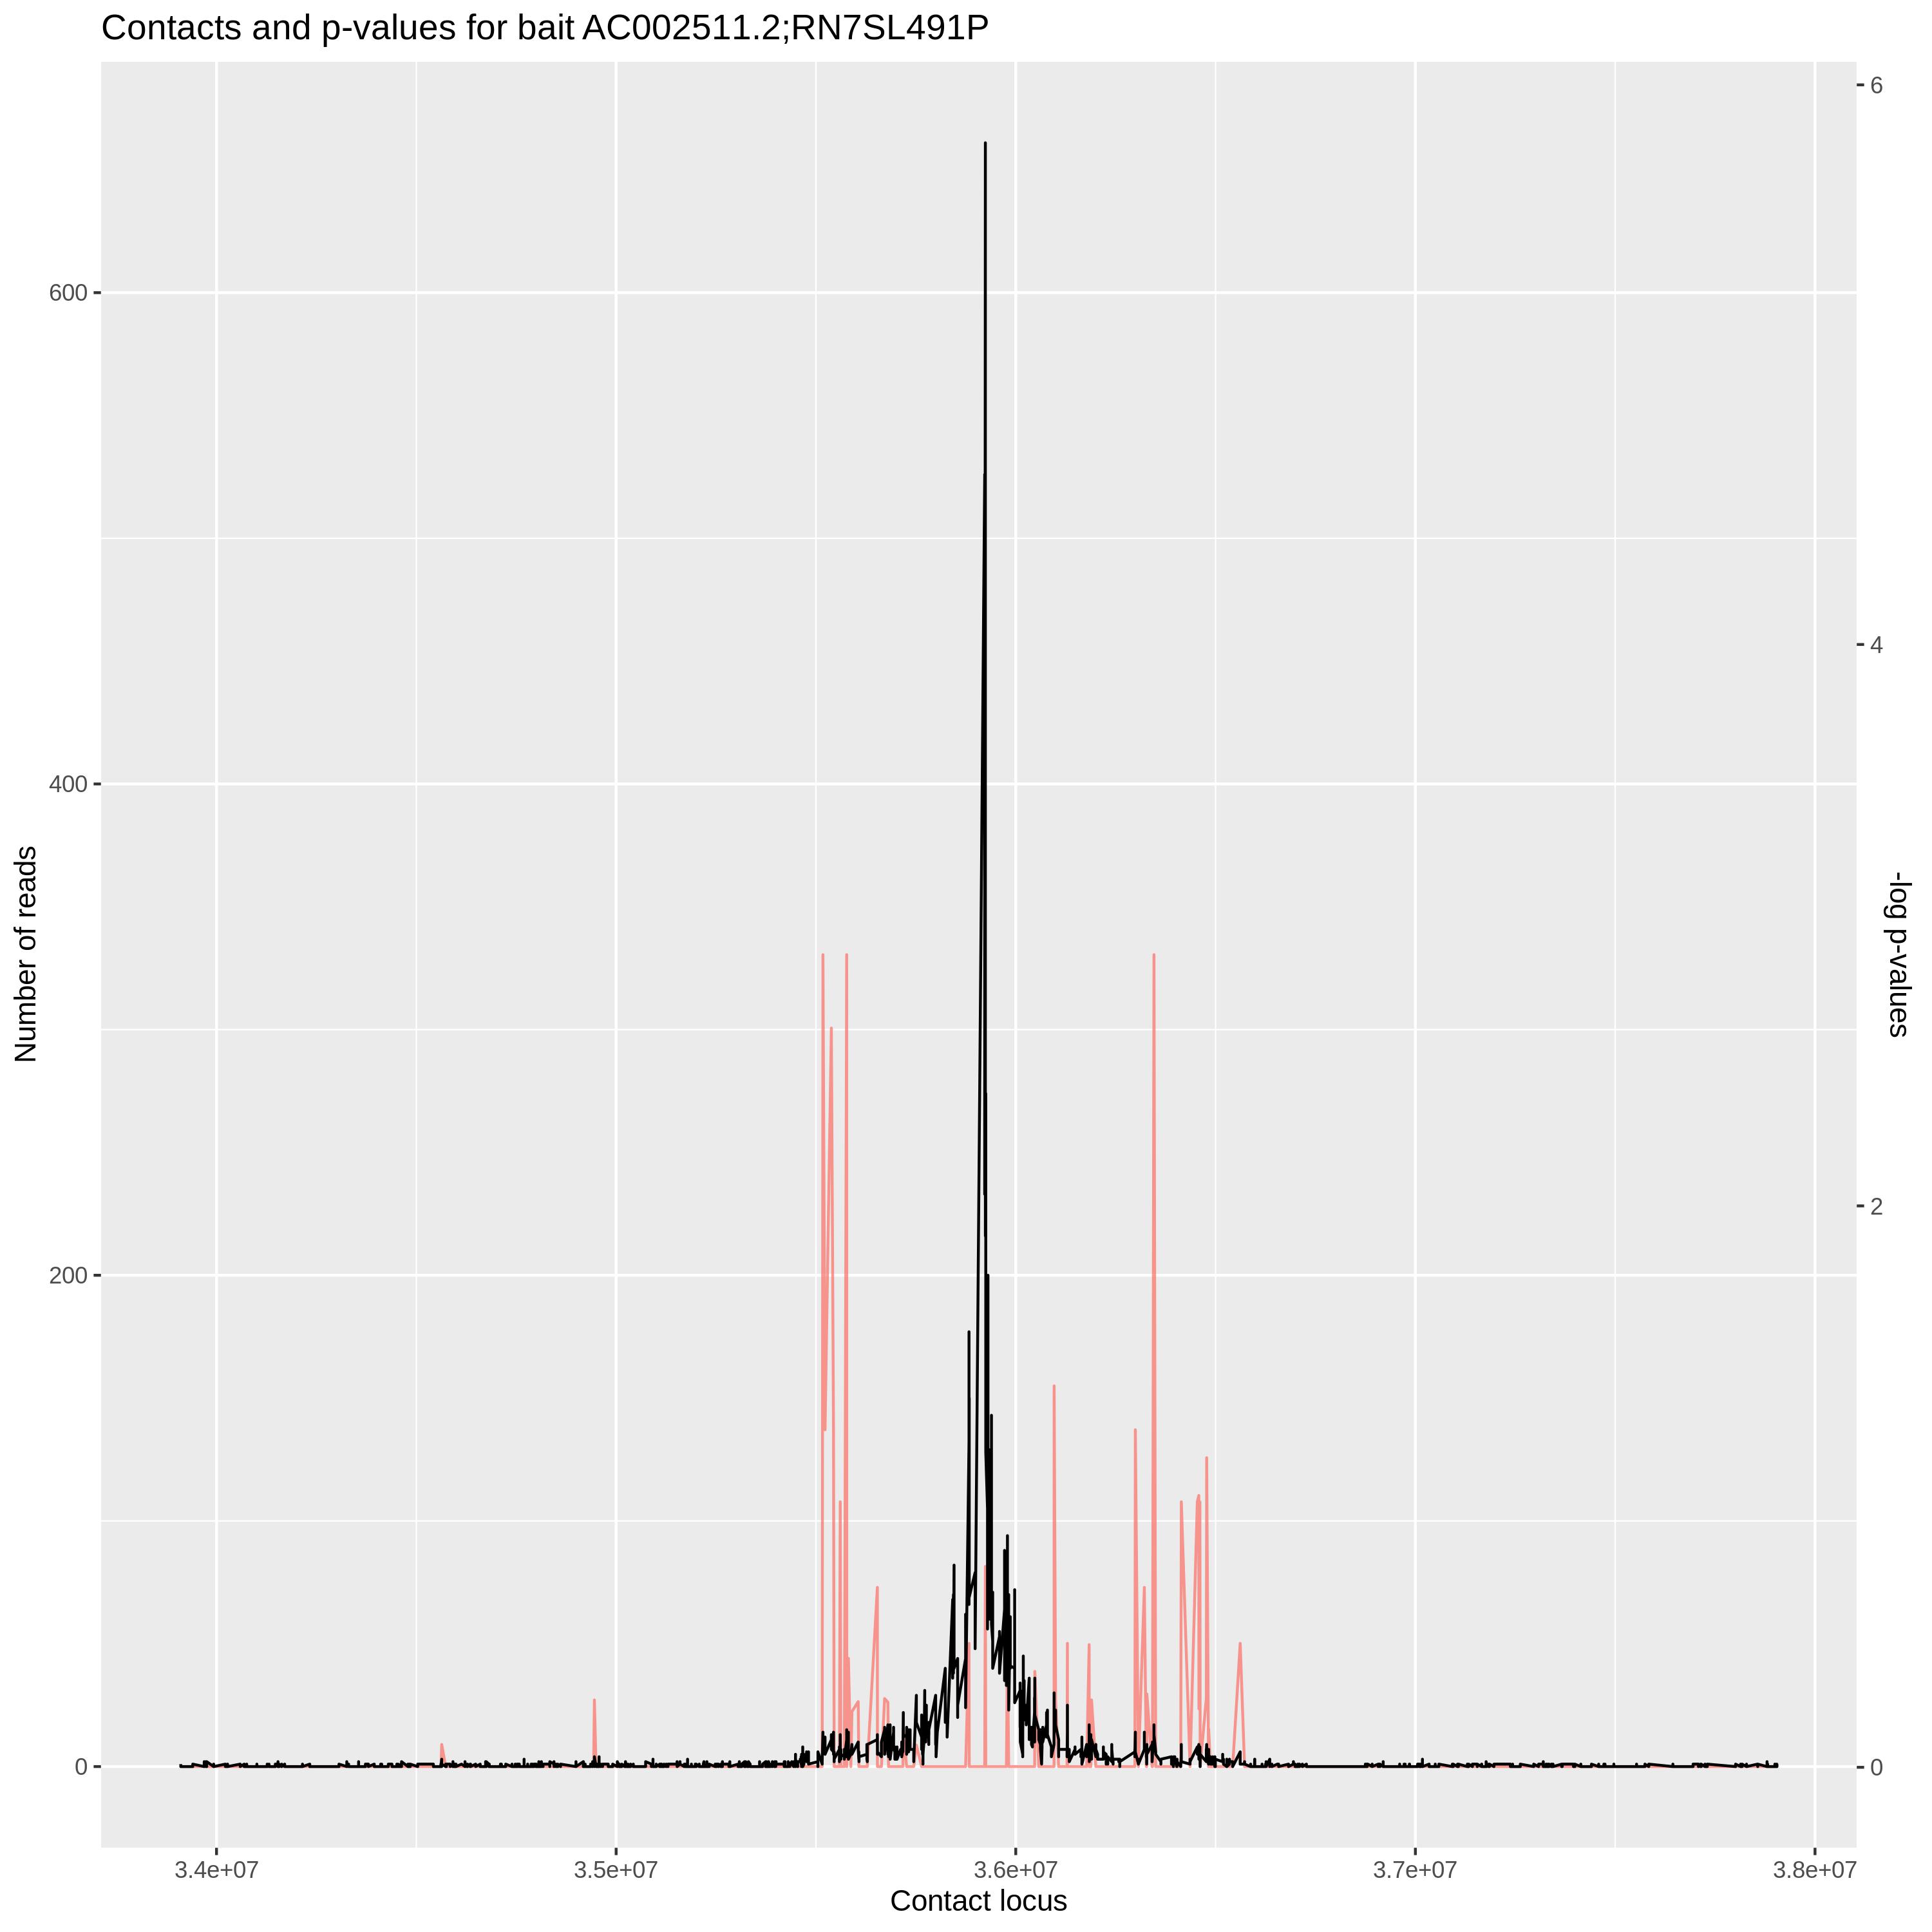 Contacts and p-values for bait AC002511.2;RN7SL491P
6
600
4
400
Number of reads
-log p-values
2
200
0
0
3.4e+07 3.5e+07 3.6e+07 3.7e+07 3.8e+07
Contact locus